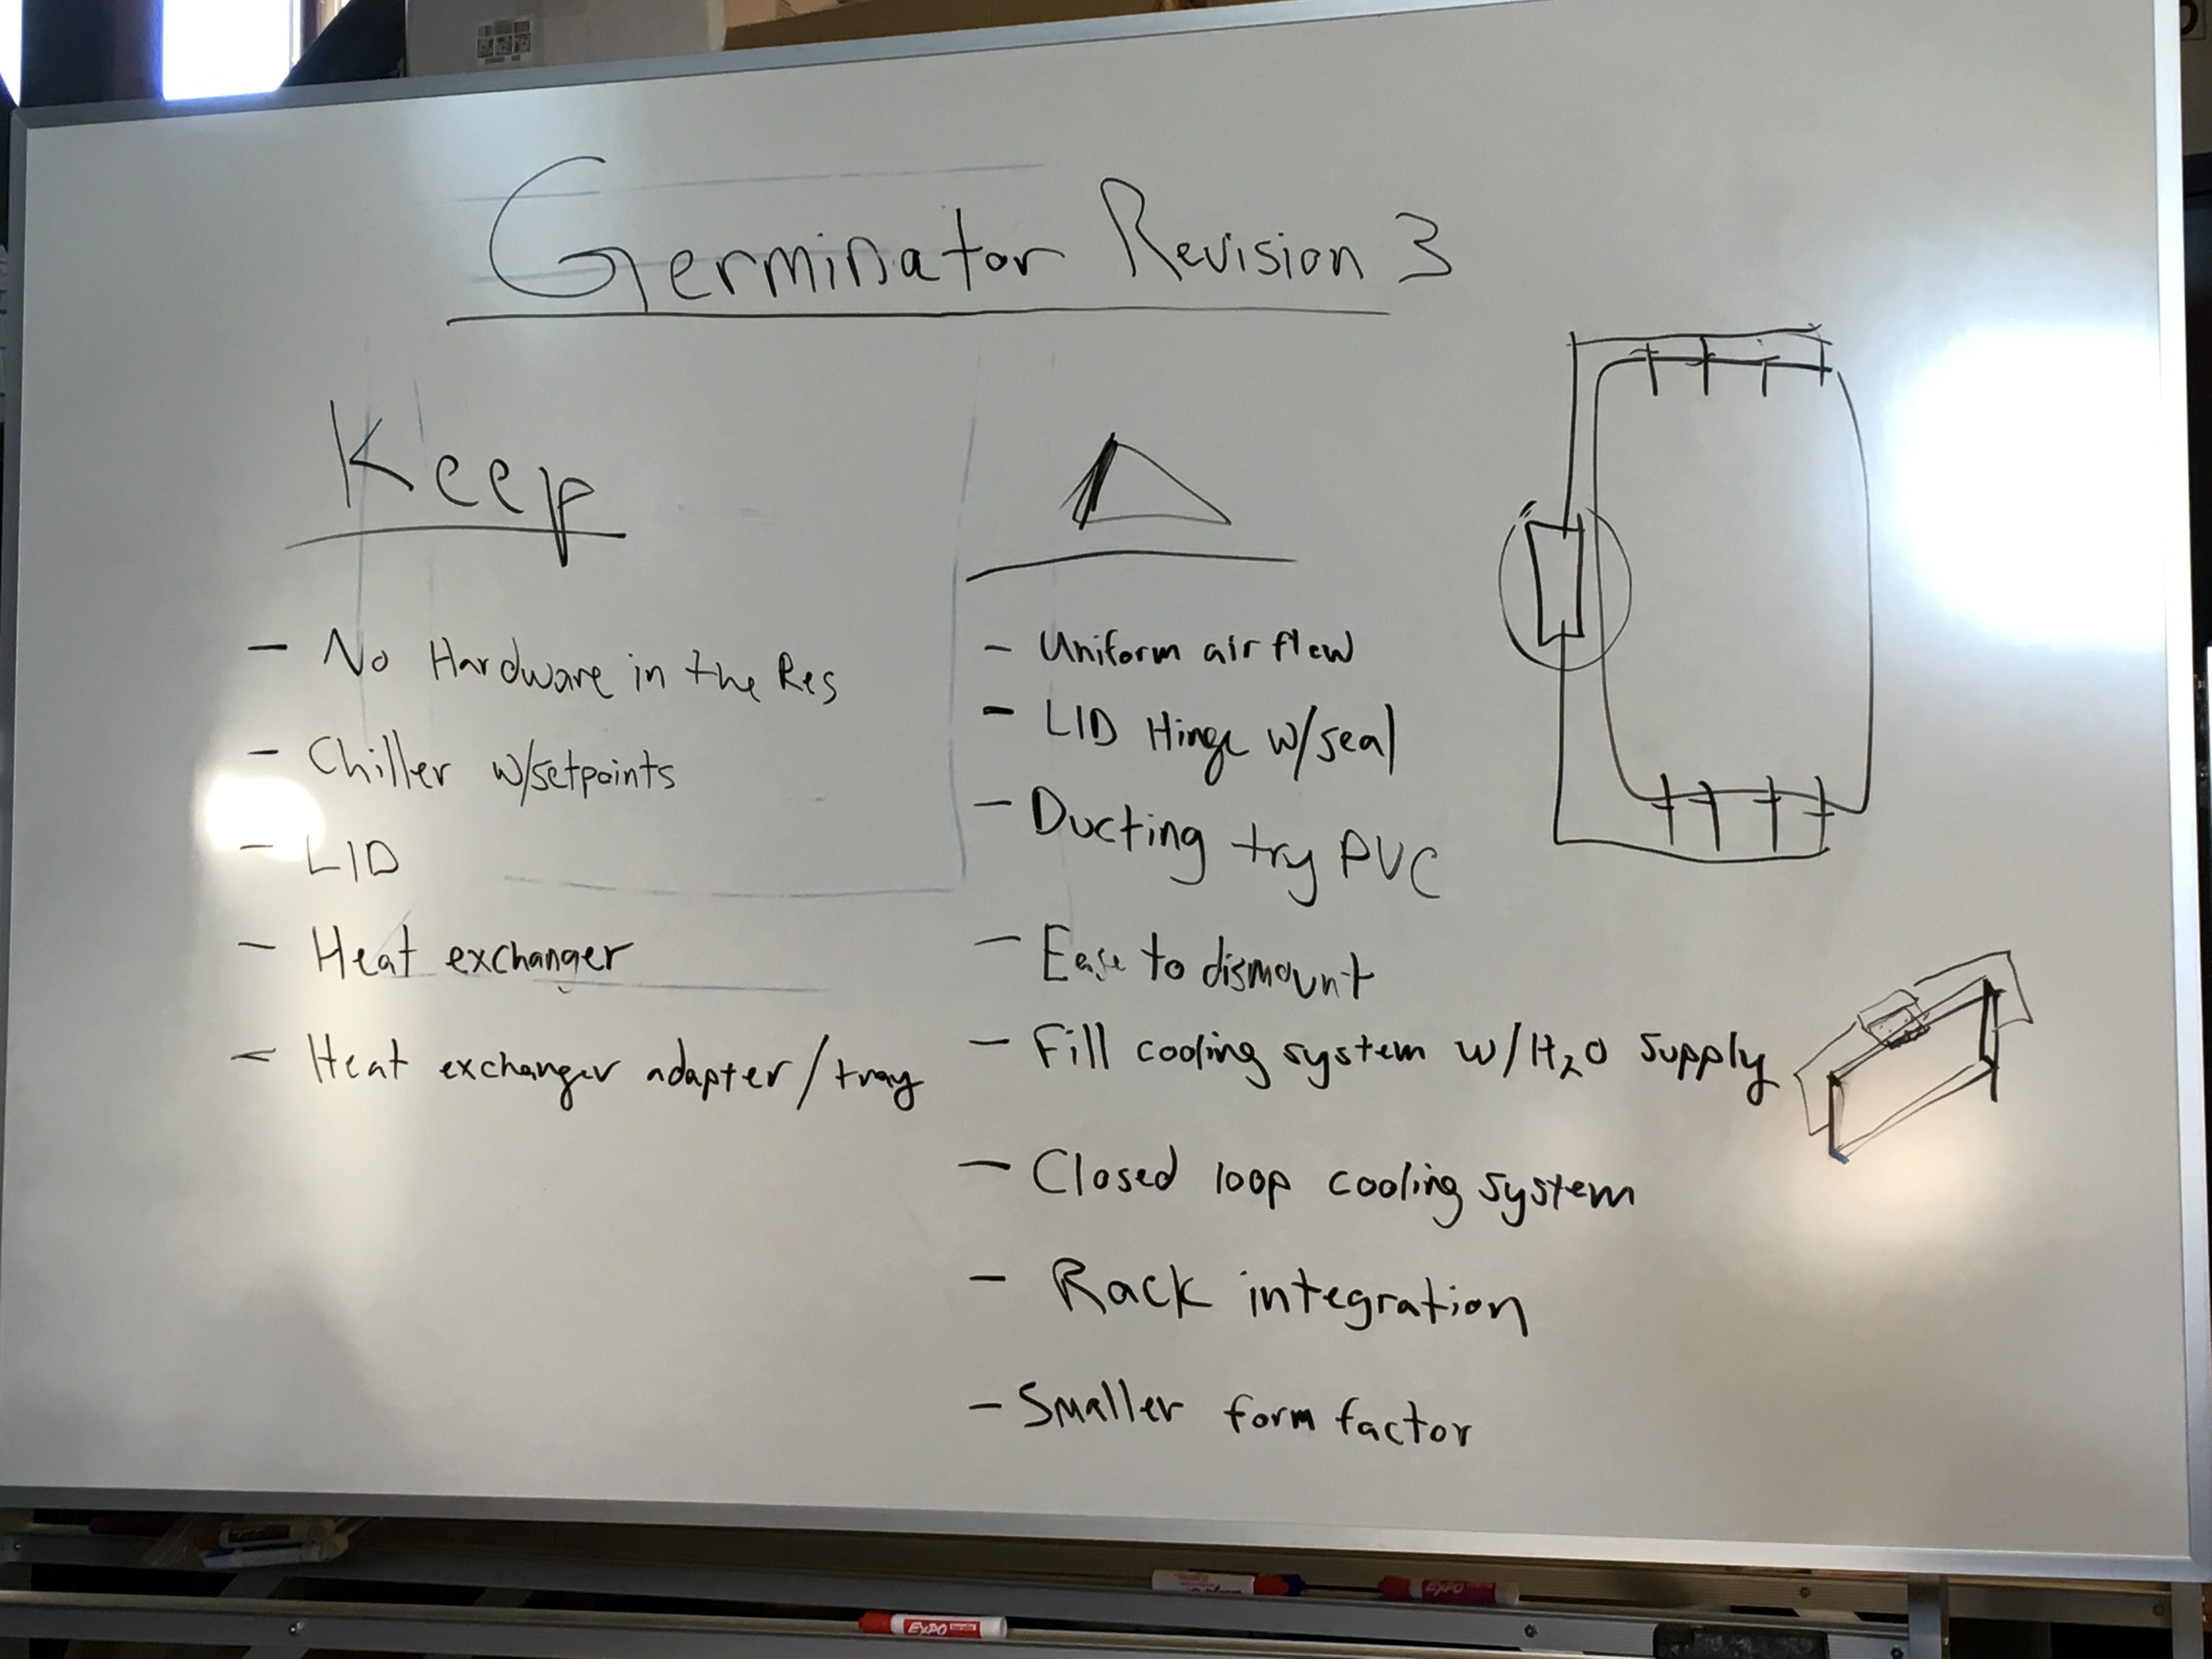 Germinator Revision 3
Keep
- No Hardware in the Res
- Chiller w/setpoints
- LID
- Heat exchanger
- Heat exchanger adapter/tray
Δ
- Uniform air flow
- LID Hinge w/seal
- Ducting try PVC
- Ease to dismount
- Fill cooling system w/H₂O supply
- Closed loop cooling system
- Rack integration
- Smaller form factor
EXPO
EXPO